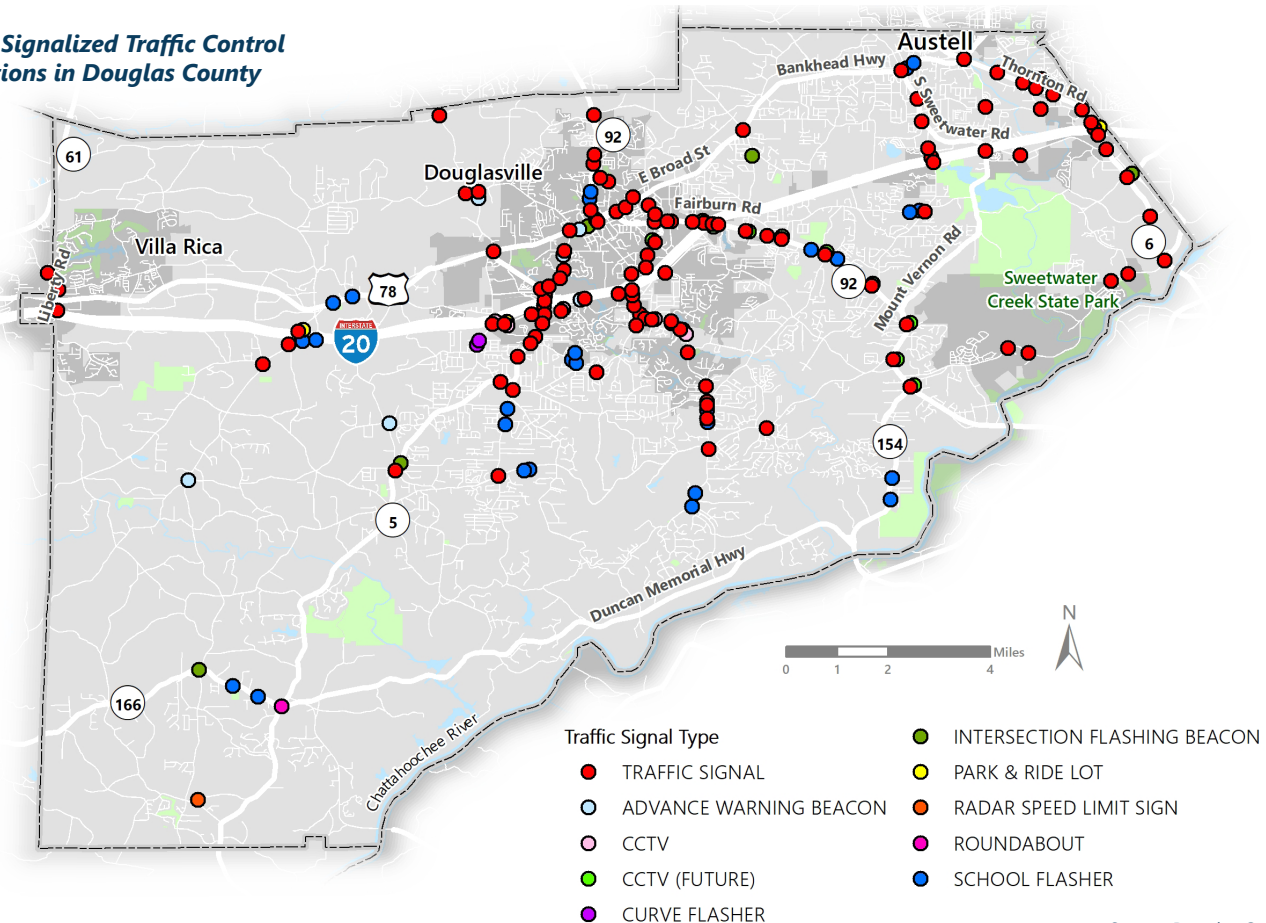 Signalized Traffic Control
ions in Douglas County
Austell
Bankhead Hwy
Thornton Rd
S Sweetwater Rd
61
92
Douglasville
E Broad St
Fairburn Rd
Villa Rica
Liberty Rd
78
INTERSTATE
20
6
Sweetwater
Creek State Park
92
Mount Vernon Rd
154
5
Duncan Memorial Hwy
N
0 1 2 4 Miles
166
Chattahoochee River
Traffic Signal Type
TRAFFIC SIGNAL
ADVANCE WARNING BEACON
CCTV
CCTV (FUTURE)
CURVE FLASHER
INTERSECTION FLASHING BEACON
PARK & RIDE LOT
RADAR SPEED LIMIT SIGN
ROUNDABOUT
SCHOOL FLASHER